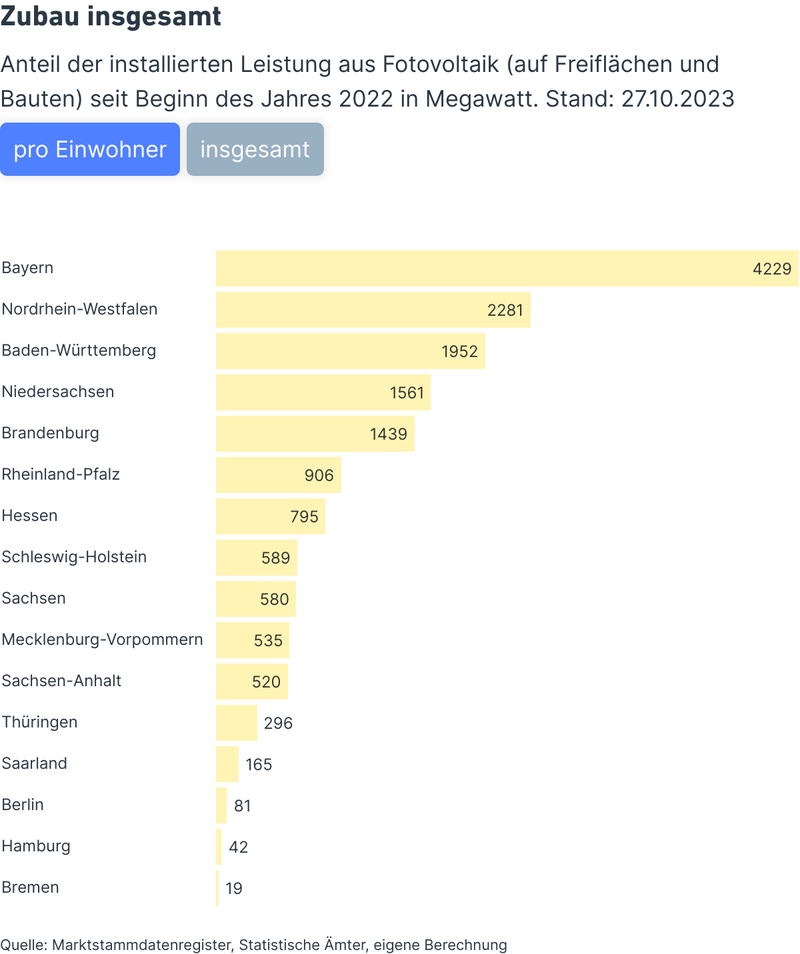 Zubau insgesamt
Anteil der installierten Leistung aus Fotovoltaik (auf Freiflächen und
Bauten) seit Beginn des Jahres 2022 in Megawatt. Stand: 27.10.2023
pro Einwohner insgesamt
Bayern 4229
Nordrhein-Westfalen 2281
Baden-Württemberg 1952
Niedersachsen 1561
Brandenburg 1439
Rheinland-Pfalz 906
Hessen 795
Schleswig-Holstein 589
Sachsen 580
Mecklenburg-Vorpommern 535
Sachsen-Anhalt 520
Thüringen 296
Saarland 165
Berlin 81
Hamburg 42
Bremen 19
Quelle: Marktstammdatenregister, Statistische Ämter, eigene Berechnung